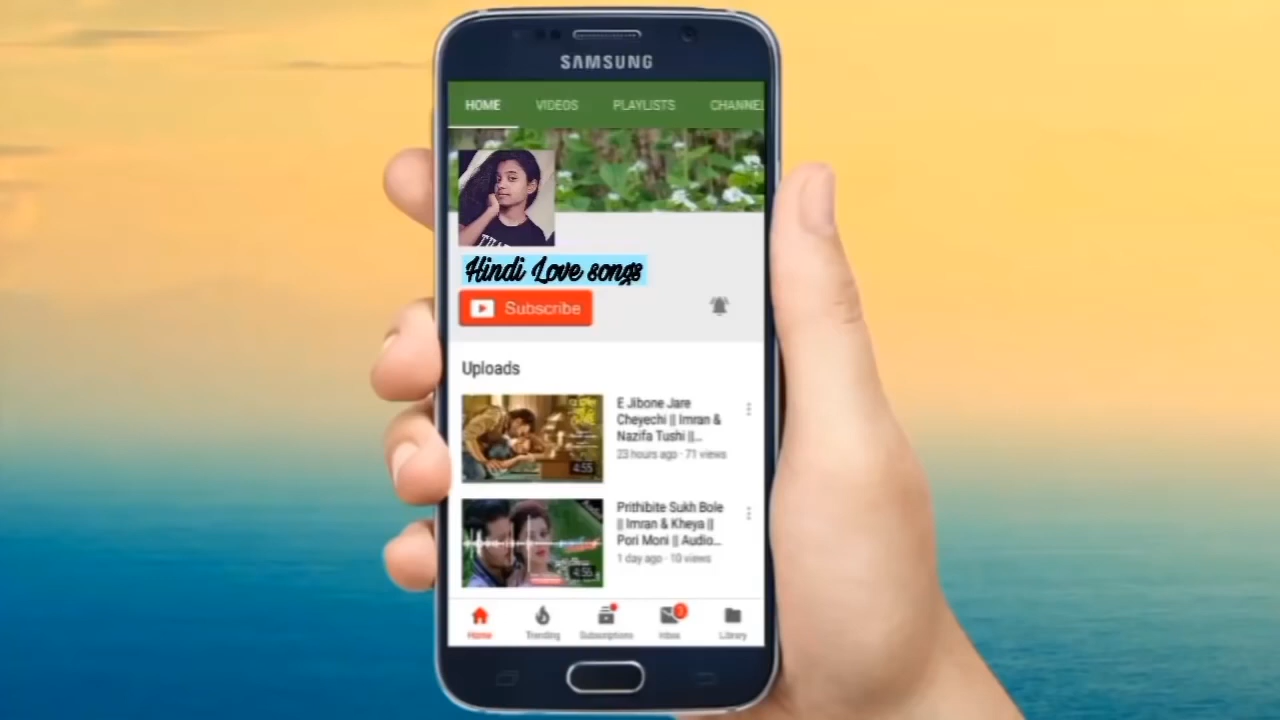 SAMSUNG
HOME VIDEOS PLAYLISTS CHANNEL
Hindi Love songs
Subscribe
Uploads
E Jibone Jare
Cheyechi || Imran &
Nazifa Tushi ||...
23 hours ago · 71 views
4:55
Prithibite Sukh Bole
|| Imran & Kheya ||
Pori Moni || Audio...
1 day ago · 10 views
4:55
Home Trending Subscriptions Inbox Library